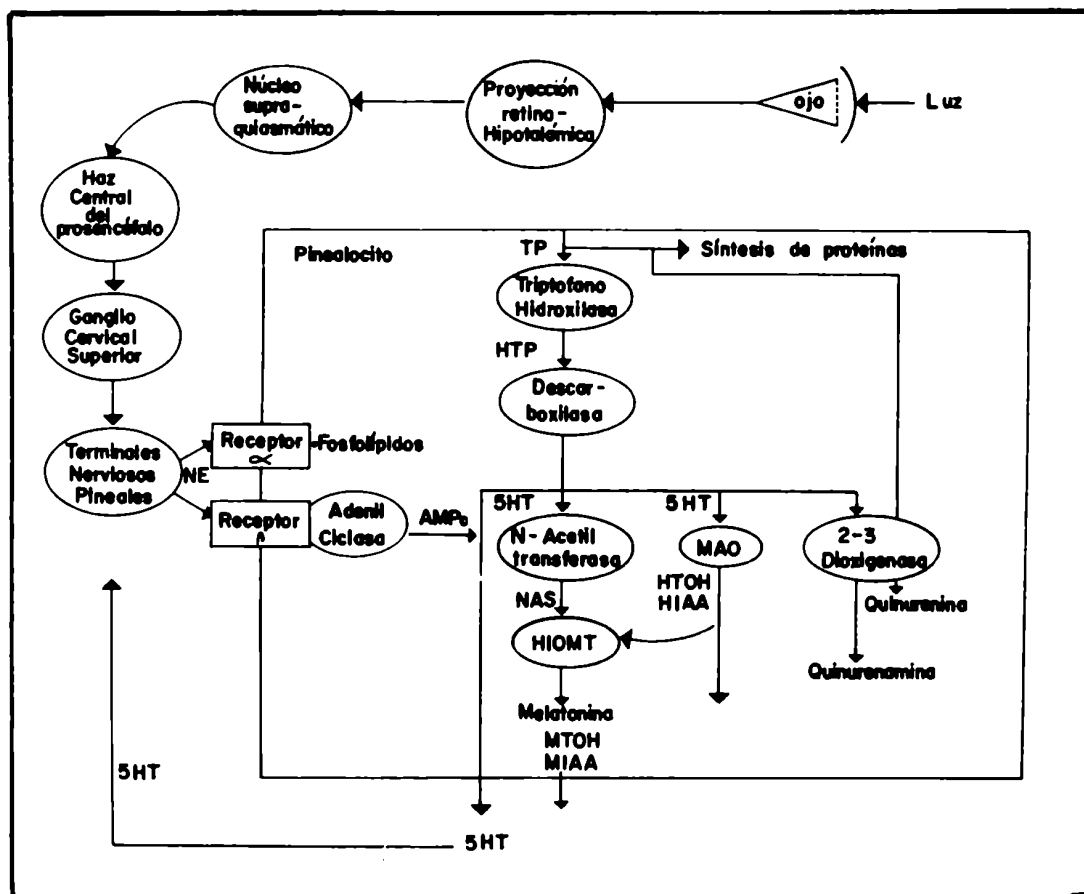 Luz
ojo
Proyección
retino-
Hipotalámica
Núcleo
supra-
quiasmático
Haz
Central
del
prosencéfalo
Ganglio
Cervical
Superior
Terminales
Nerviosos
Pineales
NE
Receptor
α
Fosfolípidos
Receptor
Adenil
Ciclasa
AMPc
Pinealocito
TP
Síntesis de proteínas
Triptofano
Hidroxilasa
HTP
Descar-
boxilasa
5HT
5HT
N-Acetil
transferasa
MAO
2-3
Dioxigenasa
NAS
HTOH
HIAA
Quinurenina
HIOMT
Quinurenamina
Melatonina
MTOH
MIAA
5HT
5HT